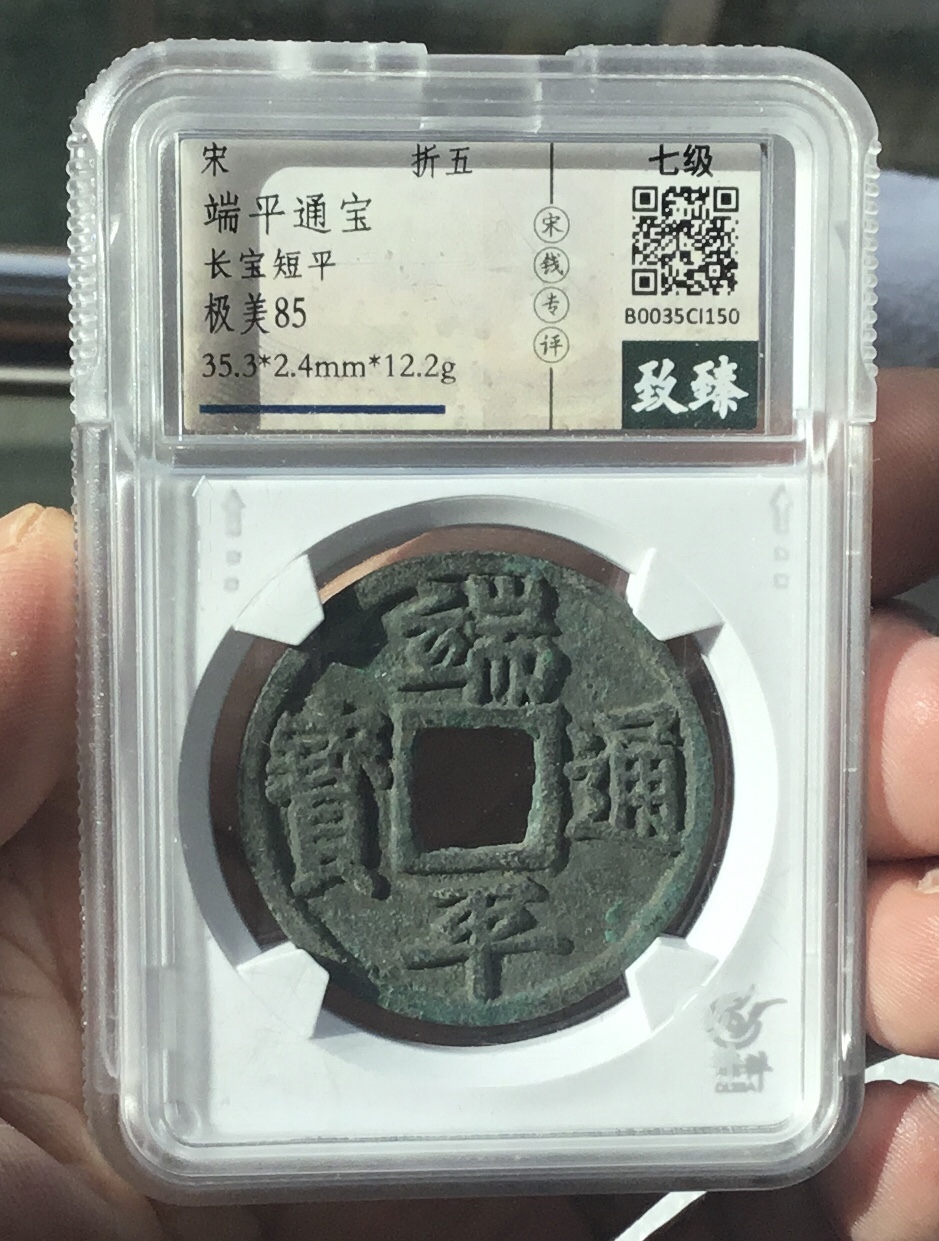 宋 折五
端平通宝
长宝短平
极美85
35.3*2.4mm*12.2g
宋钱专评
七级
B0035CI150
致臻
端
平
通
寶